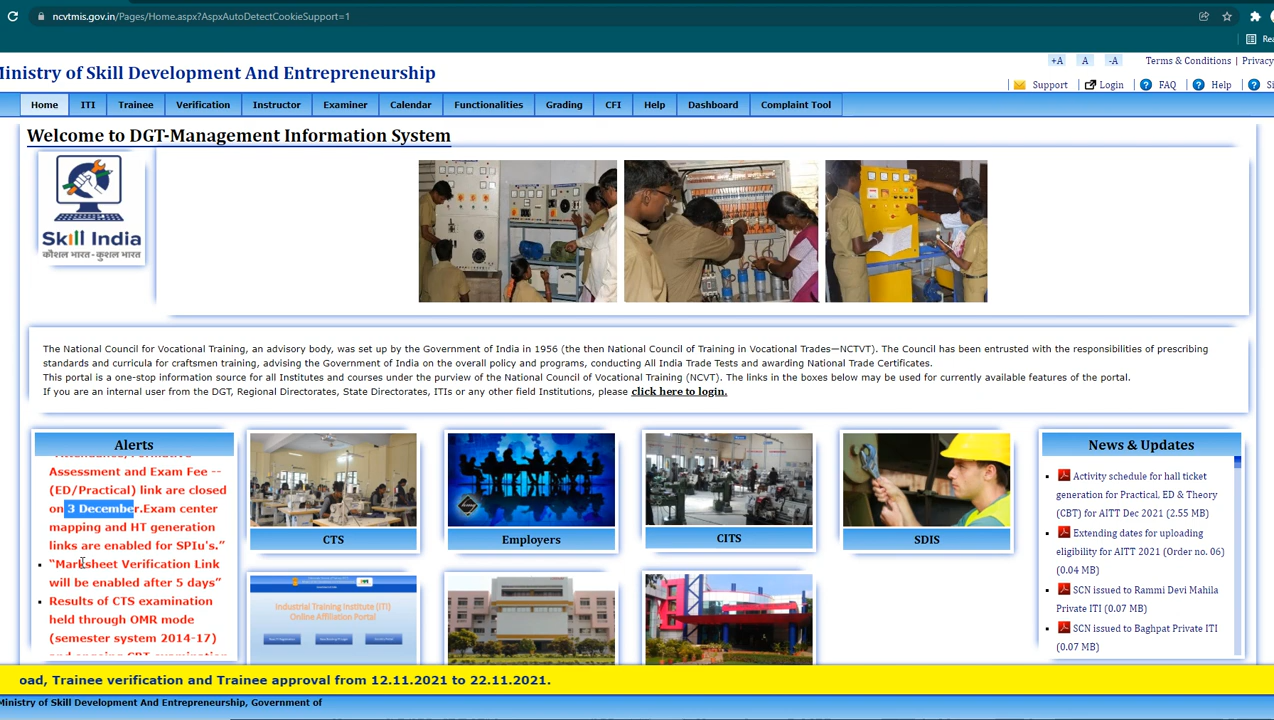 ncvtmis.gov.in/Pages/Home.aspx?AspxAutoDetectCookieSupport=1
+A A -A Terms & Conditions | Privacy
Ministry of Skill Development And Entrepreneurship
Support Login FAQ Help
Home ITI Trainee Verification Instructor Examiner Calendar Functionalities Grading CFI Help Dashboard Complaint Tool
Welcome to DGT-Management Information System
Skill India
कौशल भारत-कुशल भारत
The National Council for Vocational Training, an advisory body, was set up by the Government of India in 1956 (the then National Council of Training in Vocational Trades—NCTVT). The Council has been entrusted with the responsibilities of prescribing
standards and curricula for craftsmen training, advising the Government of India on the overall policy and programs, conducting All India Trade Tests and awarding National Trade Certificates.
This portal is a one-stop information source for all Institutes and courses under the purview of the National Council of Vocational Training (NCVT). The links in the boxes below may be used for currently available features of the portal.
If you are an internal user from the DGT, Regional Directorates, State Directorates, ITIs or any other field Institutions, please click here to login.
Alerts
Assessment and Exam Fee --
(ED/Practical) link are closed
on 3 December.Exam center
mapping and HT generation
links are enabled for SPIu's.”
“Marksheet Verification Link
will be enabled after 5 days”
Results of CTS examination
held through OMR mode
(semester system 2014-17)
CTS
Employers
CITS
SDIS
Industrial Training Institute (ITI)
Online Affiliation Portal
News & Updates
Activity schedule for hall ticket
generation for Practical, ED & Theory
(CBT) for AITT Dec 2021 (2.55 MB)
Extending dates for uploading
eligibility for AITT 2021 (Order no. 06)
(0.04 MB)
SCN issued to Rammi Devi Mahila
Private ITI (0.07 MB)
SCN issued to Baghpat Private ITI
(0.07 MB)
oad, Trainee verification and Trainee approval from 12.11.2021 to 22.11.2021.
Ministry of Skill Development And Entrepreneurship, Government of